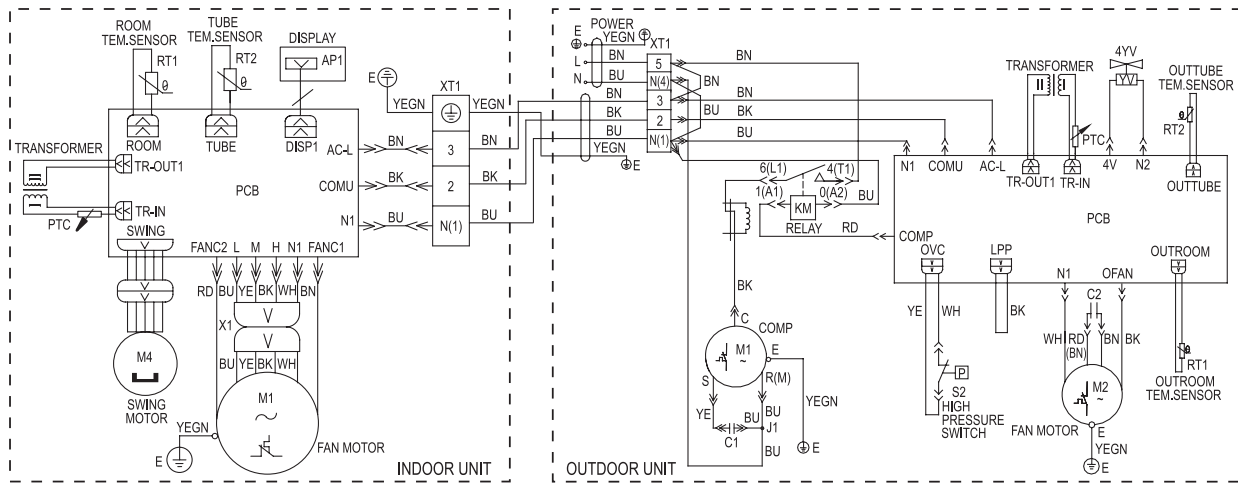 ROOM
TEM.SENSOR
RT1
θ
TUBE
TEM.SENSOR
RT2
θ
DISPLAY
AP1
ROOM
TUBE
DISP1
TRANSFORMER
TR-OUT1
TR-IN
PTC
PCB
AC-L
COMU
N1
BN
BK
BU
E
YEGN
XT1
YEGN
3
2
N(1)
BN
BK
BU
SWING
FANC2
L
M
H
N1
FANC1
RD
BU
YE
BK
WH
BN
X1
BU
YE
BK
WH
M4
SWING
MOTOR
M1
~
FAN MOTOR
YEGN
E
INDOOR UNIT
POWER
E
YEGN
L
BN
N
BU
XT1
5
N(4)
3
2
N(1)
BN
BK
BU
YEGN
E
BN
BN
BU
BN
BK
BU
6(L1)
4(T1)
1(A1)
0(A2)
BU
KM
RELAY
RD
BK
C
COMP
M1
~
E
S
R(M)
YE
BU
BU
C1
J1
BU
YEGN
E
OUTDOOR UNIT
TRANSFORMER
4YV
OUTTUBE
TEM.SENSOR
RT2
θ
PTC
N1
COMU
AC-L
TR-OUT1
TR-IN
4V
N2
OUTTUBE
PCB
COMP
OVC
LPP
N1
OFAN
OUTROOM
YE
WH
BK
P
S2
HIGH
PRESSURE
SWITCH
C2
WH
RD
(BN)
BN
BK
M2
~
FAN MOTOR
E
YEGN
E
θ
RT1
OUTROOM
TEM.SENSOR